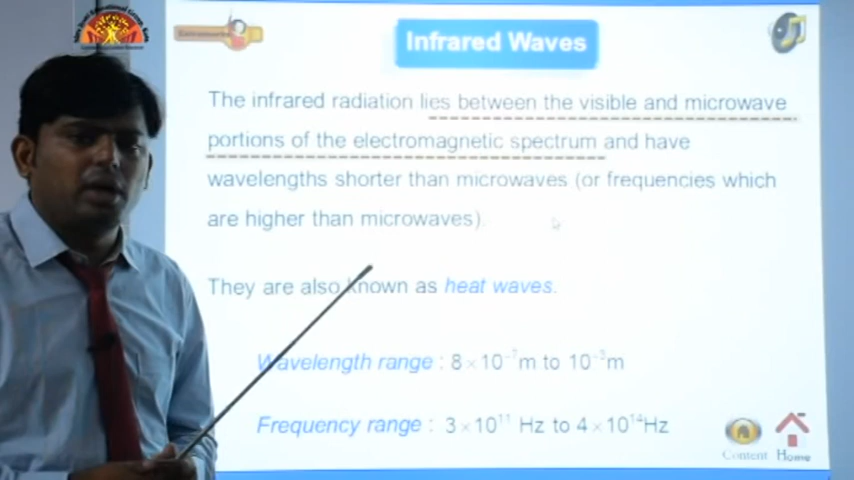 Infrared Waves
The infrared radiation lies between the visible and microwave
portions of the electromagnetic spectrum and have
wavelengths shorter than microwaves (or frequencies which
are higher than microwaves).
They are also known as heat waves.
Wavelength range : 8×10⁻⁷m to 10⁻³m
Frequency range : 3×10¹¹ Hz to 4×10¹⁴Hz
Content Home